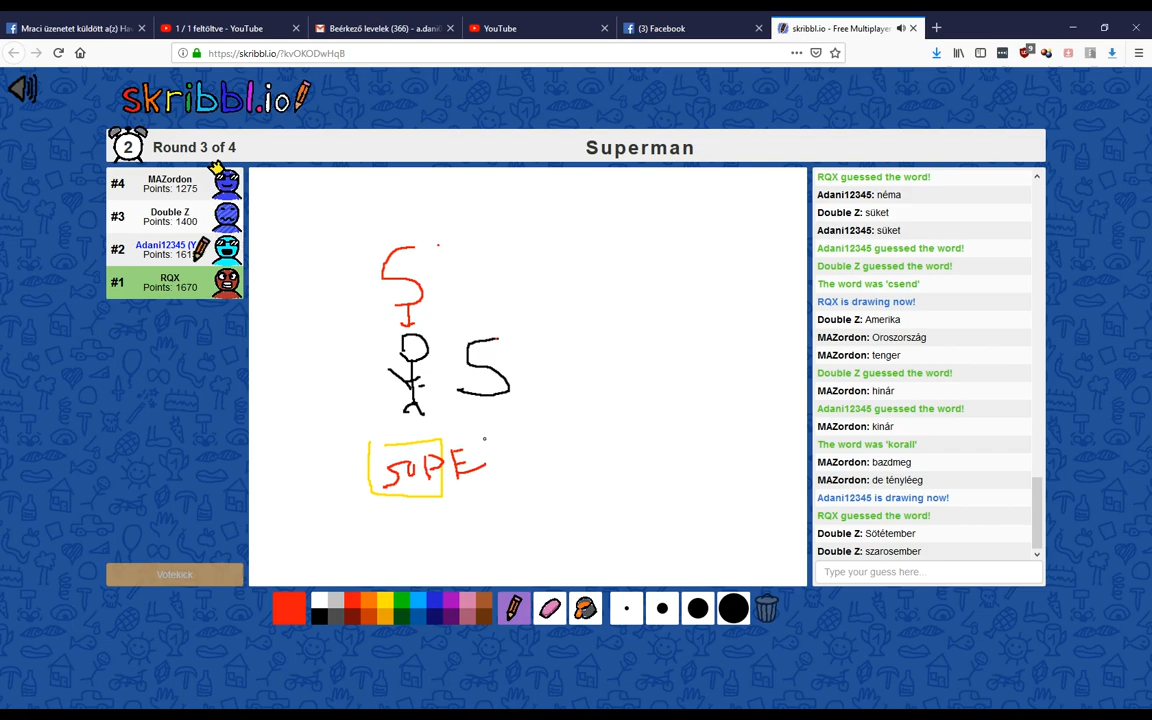 Mraci üzenetet küldött a(z) Hav
1 / 1 feltöltve - YouTube
Beérkező levelek (366) - a.dani
YouTube
(3) Facebook
skribbl.io - Free Multiplayer
https://skribbl.io/?kvOKODwHqB
skribbl.io
2
Round 3 of 4
Superman
#4
MAZordon
Points: 1275
#3
Double Z
Points: 1400
#2
Adani12345 (Y
Points: 161
#1
RQX
Points: 1670
Votekick
S
S
SUPE
RQX guessed the word!
Adani12345: néma
Double Z: süket
Adani12345: süket
Adani12345 guessed the word!
Double Z guessed the word!
The word was 'csend'
RQX is drawing now!
Double Z: Amerika
MAZordon: Oroszország
MAZordon: tenger
Double Z guessed the word!
MAZordon: hinár
Adani12345 guessed the word!
MAZordon: kinár
The word was 'korall'
MAZordon: bazdmeg
MAZordon: de tényléeg
Adani12345 is drawing now!
RQX guessed the word!
Double Z: Sötétember
Double Z: szarosember
Type your guess here...